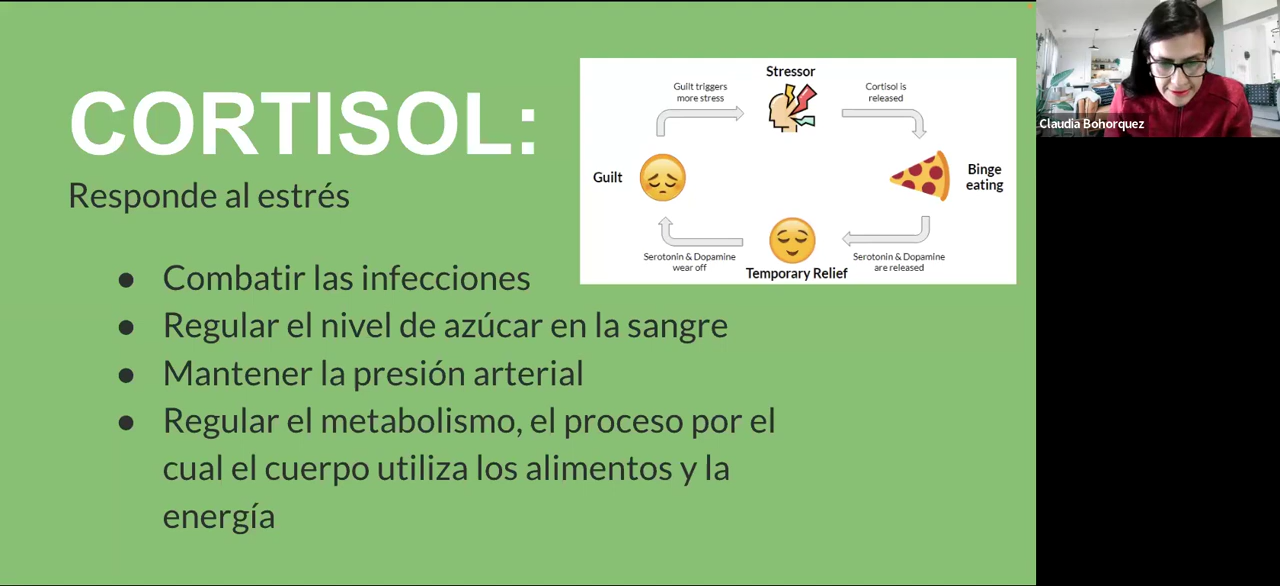 CORTISOL:
Responde al estrés
Combatir las infecciones
Regular el nivel de azúcar en la sangre
Mantener la presión arterial
Regular el metabolismo, el proceso por el
cual el cuerpo utiliza los alimentos y la
energía
Stressor
Guilt triggers
more stress
Cortisol is
released
Guilt
Binge
eating
Serotonin & Dopamine
wear off
Temporary Relief
Serotonin & Dopamine
are released
Claudia Bohorquez